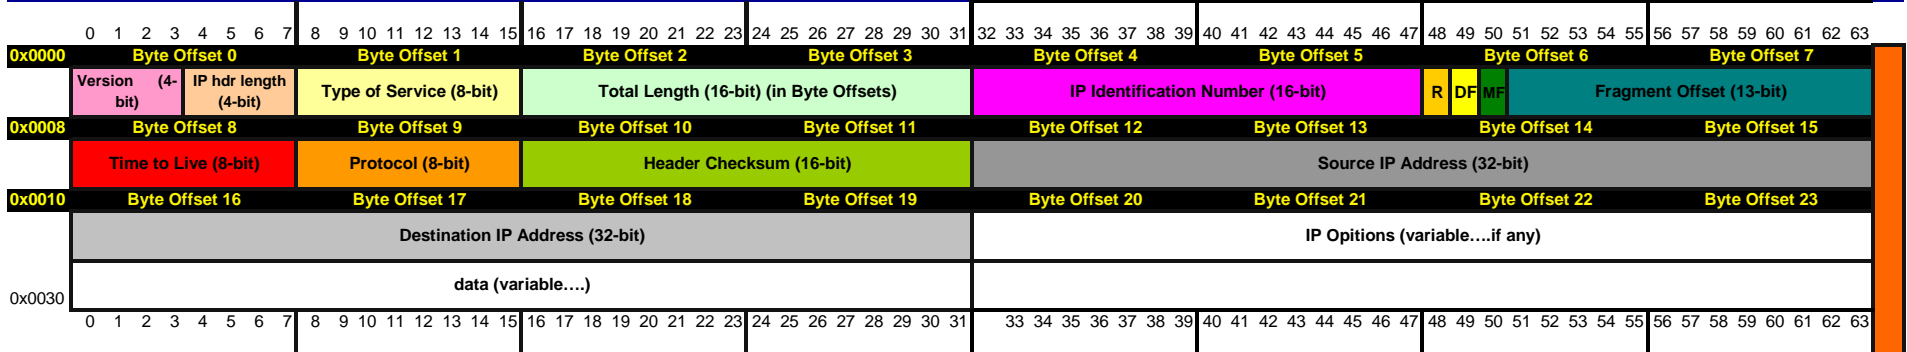 0 1 2 3 4 5 6 7 8 9 10 11 12 13 14 15 16 17 18 19 20 21 22 23 24 25 26 27 28 29 30 31 32 33 34 35 36 37 38 39 40 41 42 43 44 45 46 47 48 49 50 51 52 53 54 55 56 57 58 59 60 61 62 63
0x0000 Byte Offset 0 Byte Offset 1 Byte Offset 2 Byte Offset 3 Byte Offset 4 Byte Offset 5 Byte Offset 6 Byte Offset 7
Version (4-bit) IP hdr length (4-bit) Type of Service (8-bit) Total Length (16-bit) (in Byte Offsets) IP Identification Number (16-bit) R DF MF Fragment Offset (13-bit)
0x0008 Byte Offset 8 Byte Offset 9 Byte Offset 10 Byte Offset 11 Byte Offset 12 Byte Offset 13 Byte Offset 14 Byte Offset 15
Time to Live (8-bit) Protocol (8-bit) Header Checksum (16-bit) Source IP Address (32-bit)
0x0010 Byte Offset 16 Byte Offset 17 Byte Offset 18 Byte Offset 19 Byte Offset 20 Byte Offset 21 Byte Offset 22 Byte Offset 23
Destination IP Address (32-bit) IP Opitions (variable....if any)
data (variable....)
0x0030
0 1 2 3 4 5 6 7 8 9 10 11 12 13 14 15 16 17 18 19 20 21 22 23 24 25 26 27 28 29 30 31 33 34 35 36 37 38 39 40 41 42 43 44 45 46 47 48 49 50 51 52 53 54 55 56 57 58 59 60 61 62 63